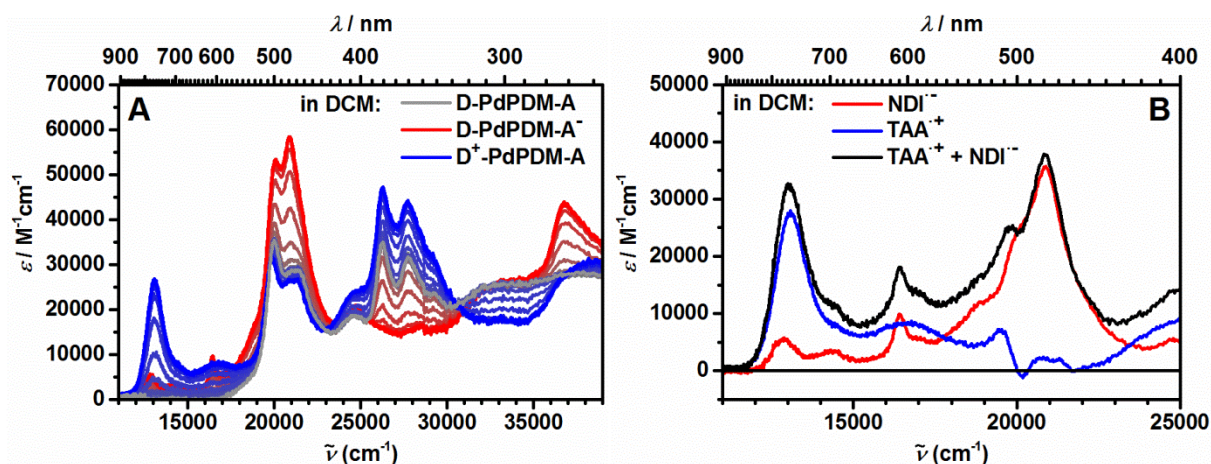 λ / nm
900 700 600 500 400 300
70000
60000
50000
40000
30000
20000
10000
0
ε / M⁻¹cm⁻¹
A
in DCM:
D-PdPDM-A
D-PdPDM-A⁻
D⁺-PdPDM-A
15000 20000 25000 30000 35000
ṽ (cm⁻¹)
λ / nm
900 800 700 600 500 400
50000
40000
30000
20000
10000
0
ε / M⁻¹cm⁻¹
B
in DCM:
NDI·⁻
TAA·⁺
TAA·⁺ + NDI·⁻
15000 20000 25000
ṽ (cm⁻¹)